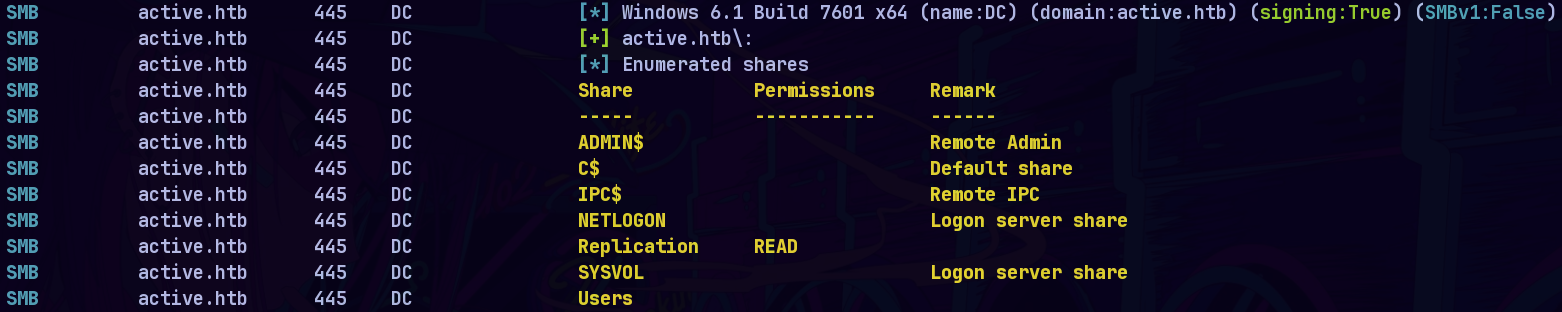 SMB active.htb 445 DC [*] Windows 6.1 Build 7601 x64 (name:DC) (domain:active.htb) (signing:True) (SMBv1:False)
SMB active.htb 445 DC [+] active.htb\:
SMB active.htb 445 DC [*] Enumerated shares
SMB active.htb 445 DC Share Permissions Remark
SMB active.htb 445 DC ----- ----------- ------
SMB active.htb 445 DC ADMIN$ Remote Admin
SMB active.htb 445 DC C$ Default share
SMB active.htb 445 DC IPC$ Remote IPC
SMB active.htb 445 DC NETLOGON Logon server share
SMB active.htb 445 DC Replication READ
SMB active.htb 445 DC SYSVOL Logon server share
SMB active.htb 445 DC Users